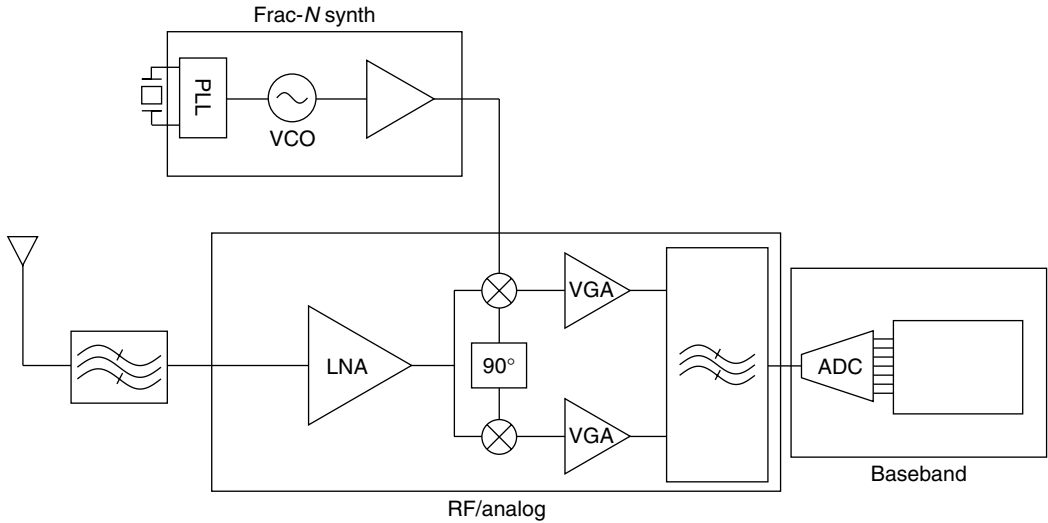 Frac-N synth
PLL
VCO
VGA
LNA
90°
ADC
VGA
Baseband
RF/analog